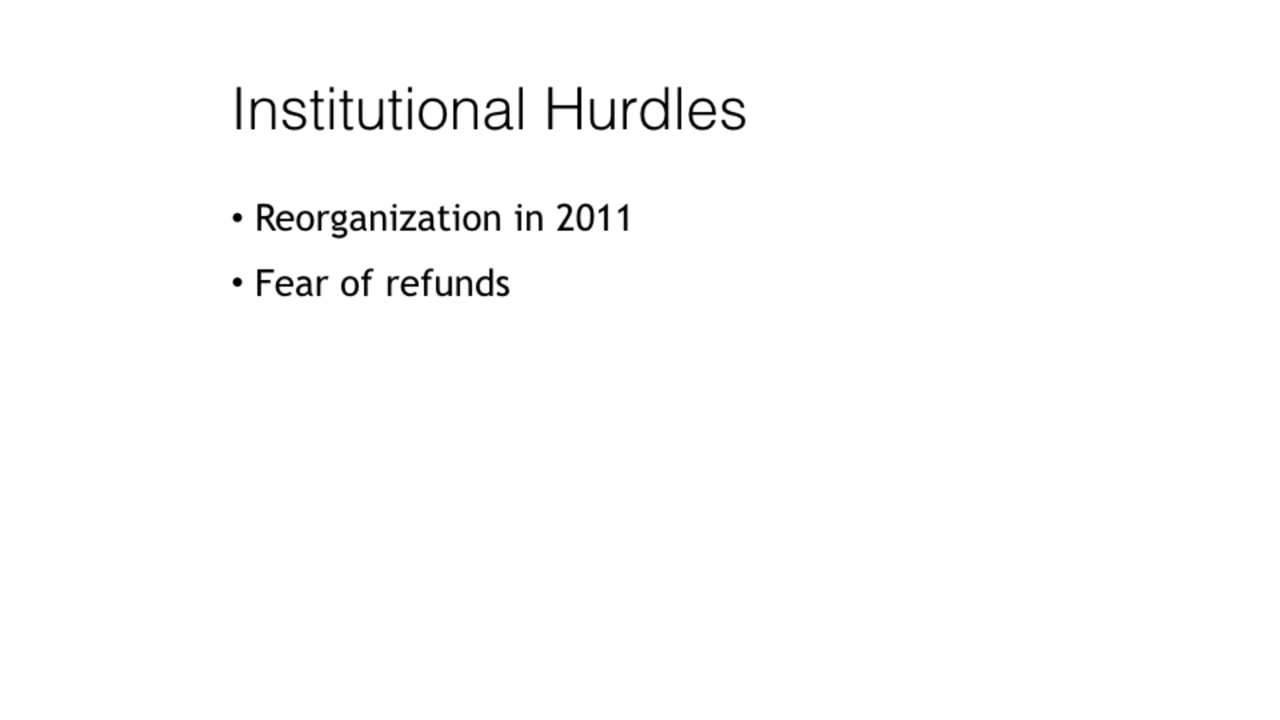 Institutional Hurdles
• Reorganization in 2011
• Fear of refunds